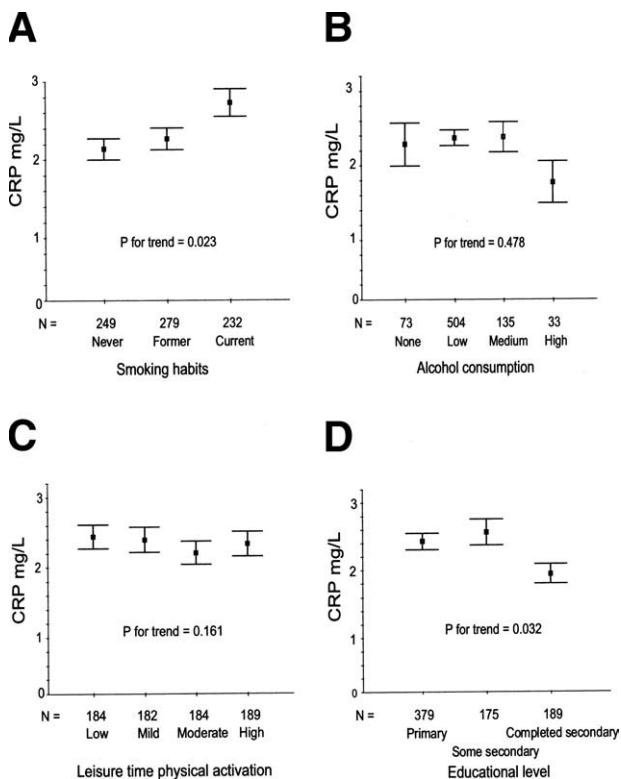 A
CRP mg/L
3
2
1
0
P for trend = 0.023
N = 249 279 232
Never Former Current
Smoking habits
B
CRP mg/L
3
2
1
0
P for trend = 0.478
N = 73 504 135 33
None Low Medium High
Alcohol consumption
C
CRP mg/L
3
2
1
0
P for trend = 0.161
N = 184 182 184 189
Low Mild Moderate High
Leisure time physical activation
D
CRP mg/L
3
2
1
0
P for trend = 0.032
N = 379 175 189
Primary Completed secondary
Some secondary
Educational level